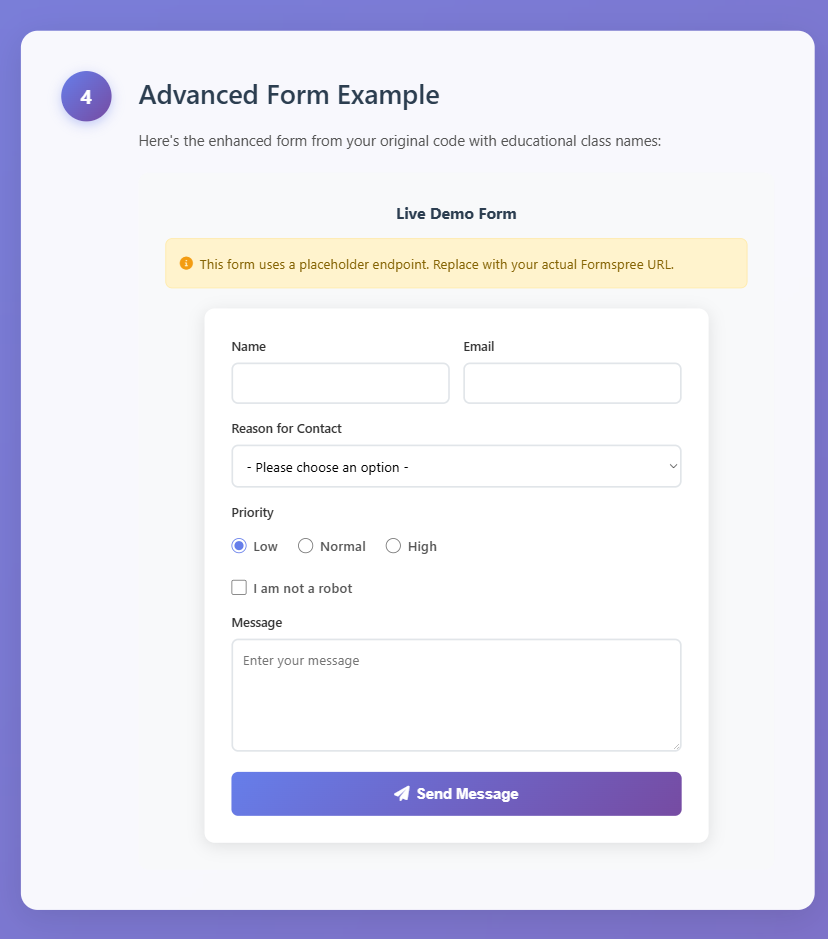 4
Advanced Form Example
Here's the enhanced form from your original code with educational class names:
Live Demo Form
This form uses a placeholder endpoint. Replace with your actual Formspree URL.
Name Email
Reason for Contact
- Please choose an option -
Priority
Low Normal High
I am not a robot
Message
Enter your message
Send Message